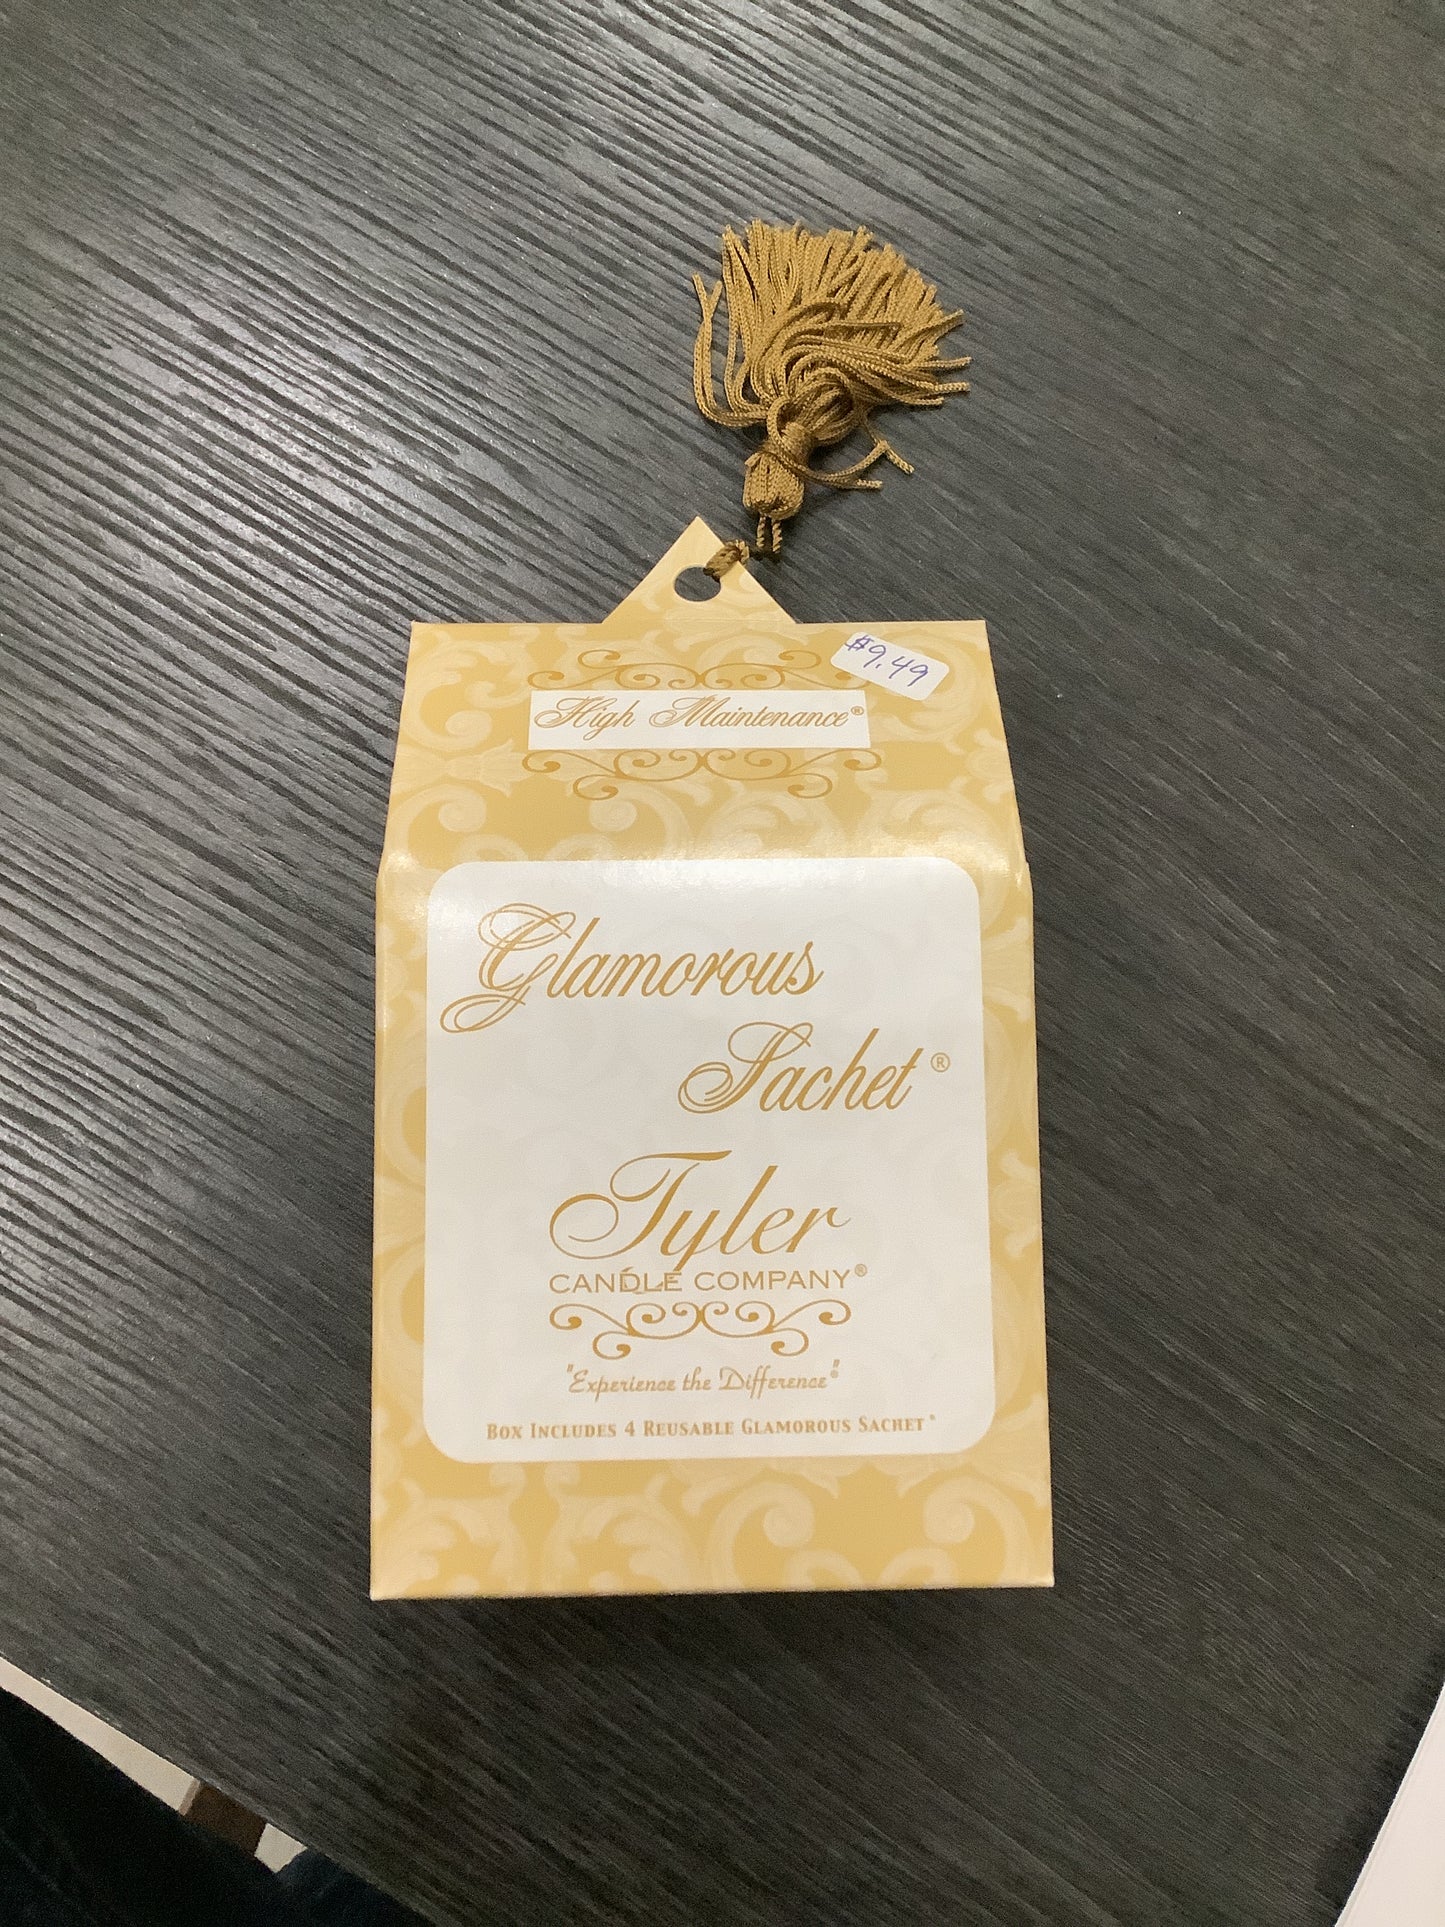 $9.49
High Maintenance®
Glamorous
Sachet®
Tyler
CANDLE COMPANY®
"Experience the Difference"®
BOX INCLUDES 4 REUSABLE GLAMOROUS SACHET®